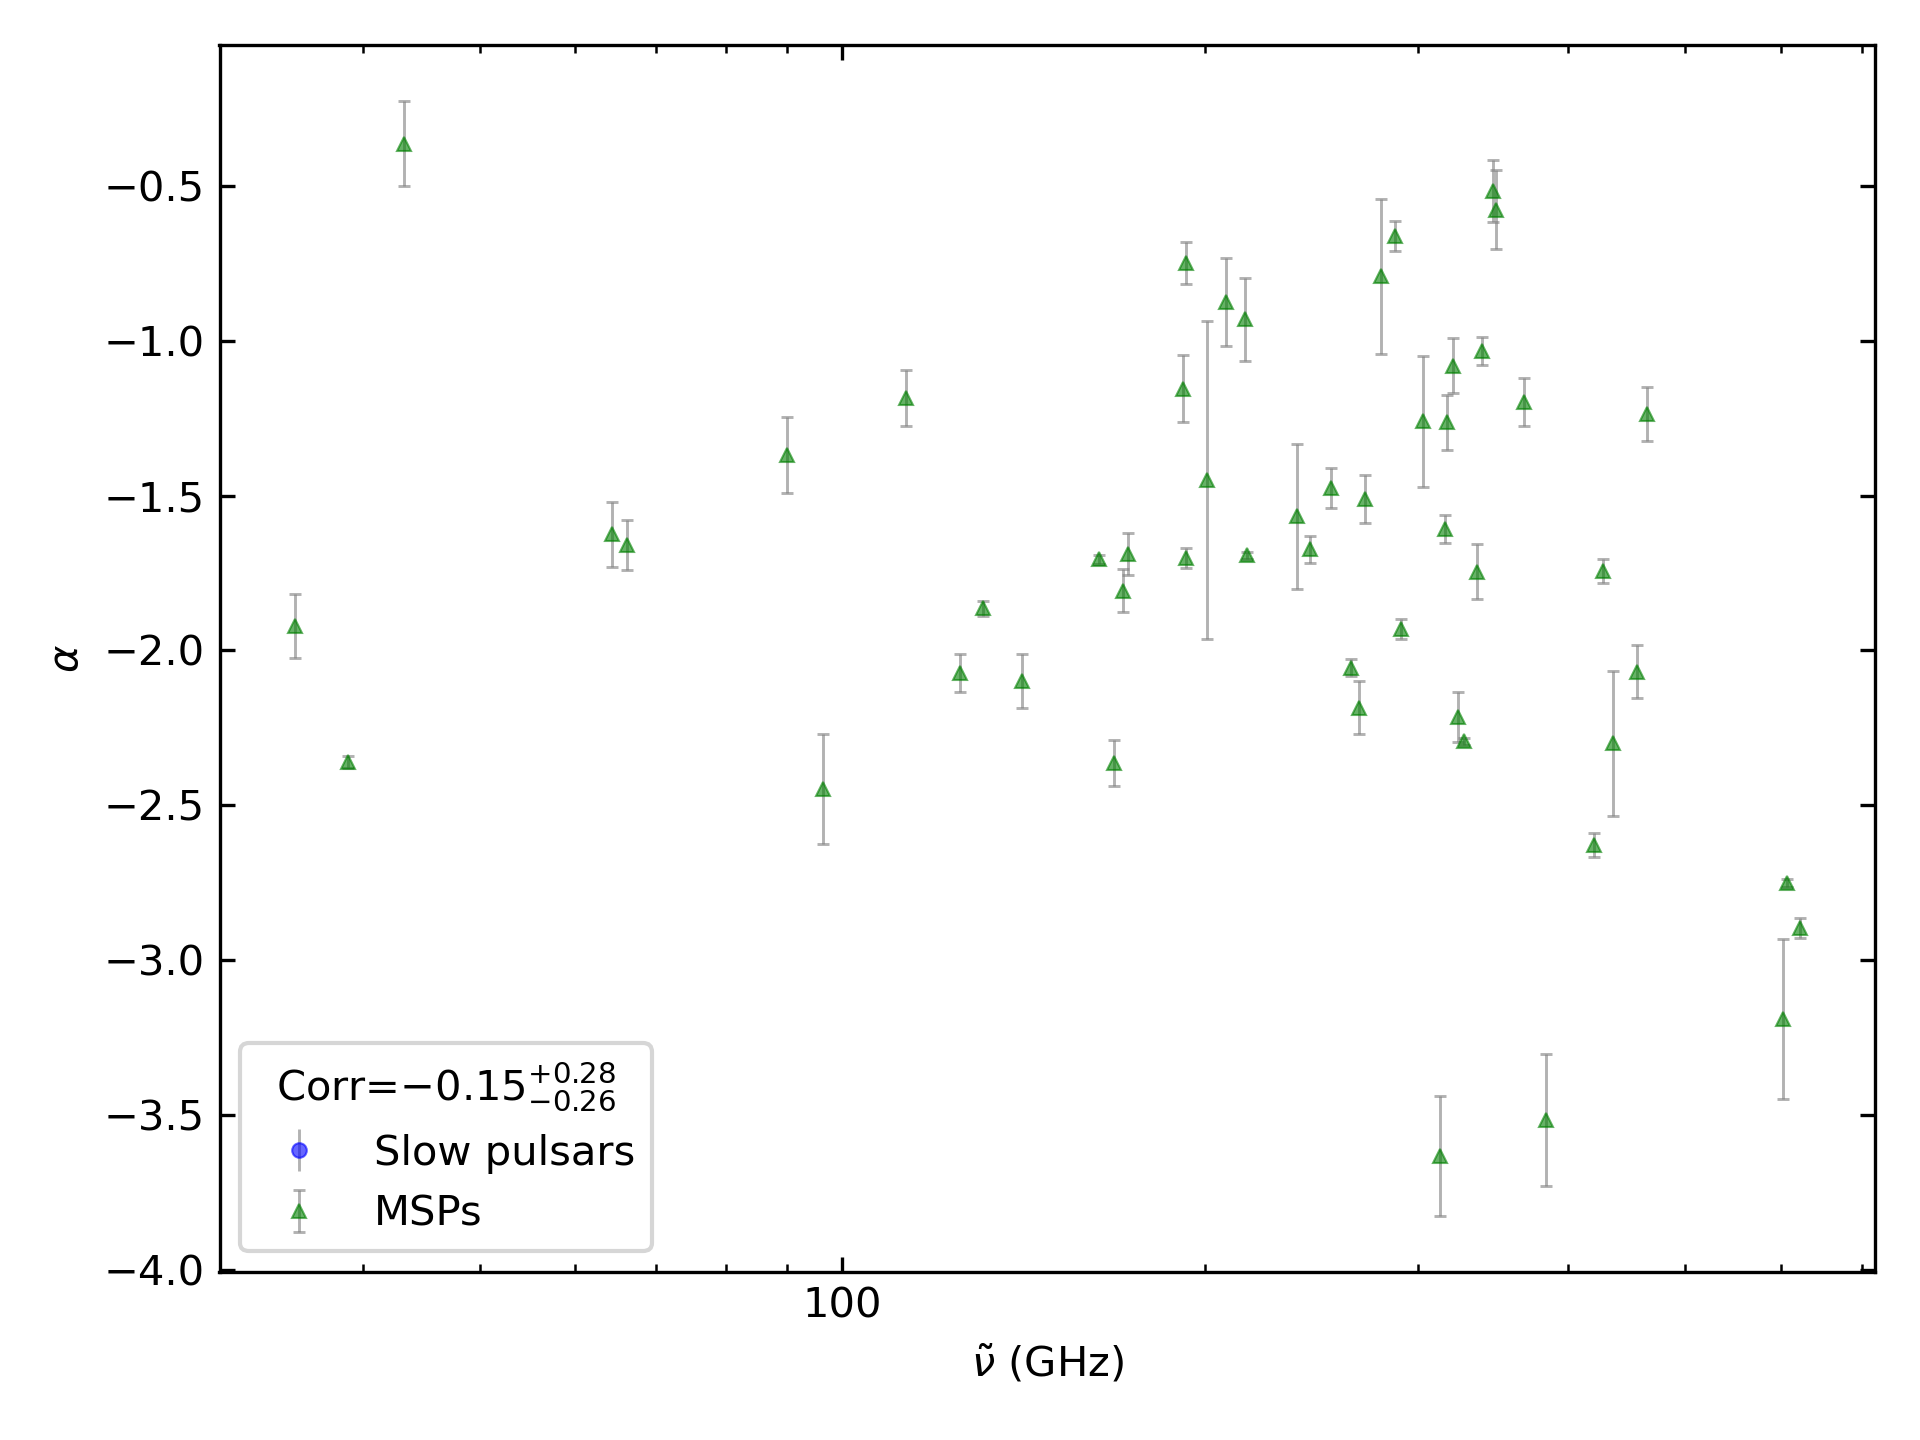 −0.5
−1.0
−1.5
−2.0
−2.5
−3.0
−3.5
−4.0
α
100
ν̃ (GHz)
Corr=−0.15 +0.28 −0.26
Slow pulsars
MSPs